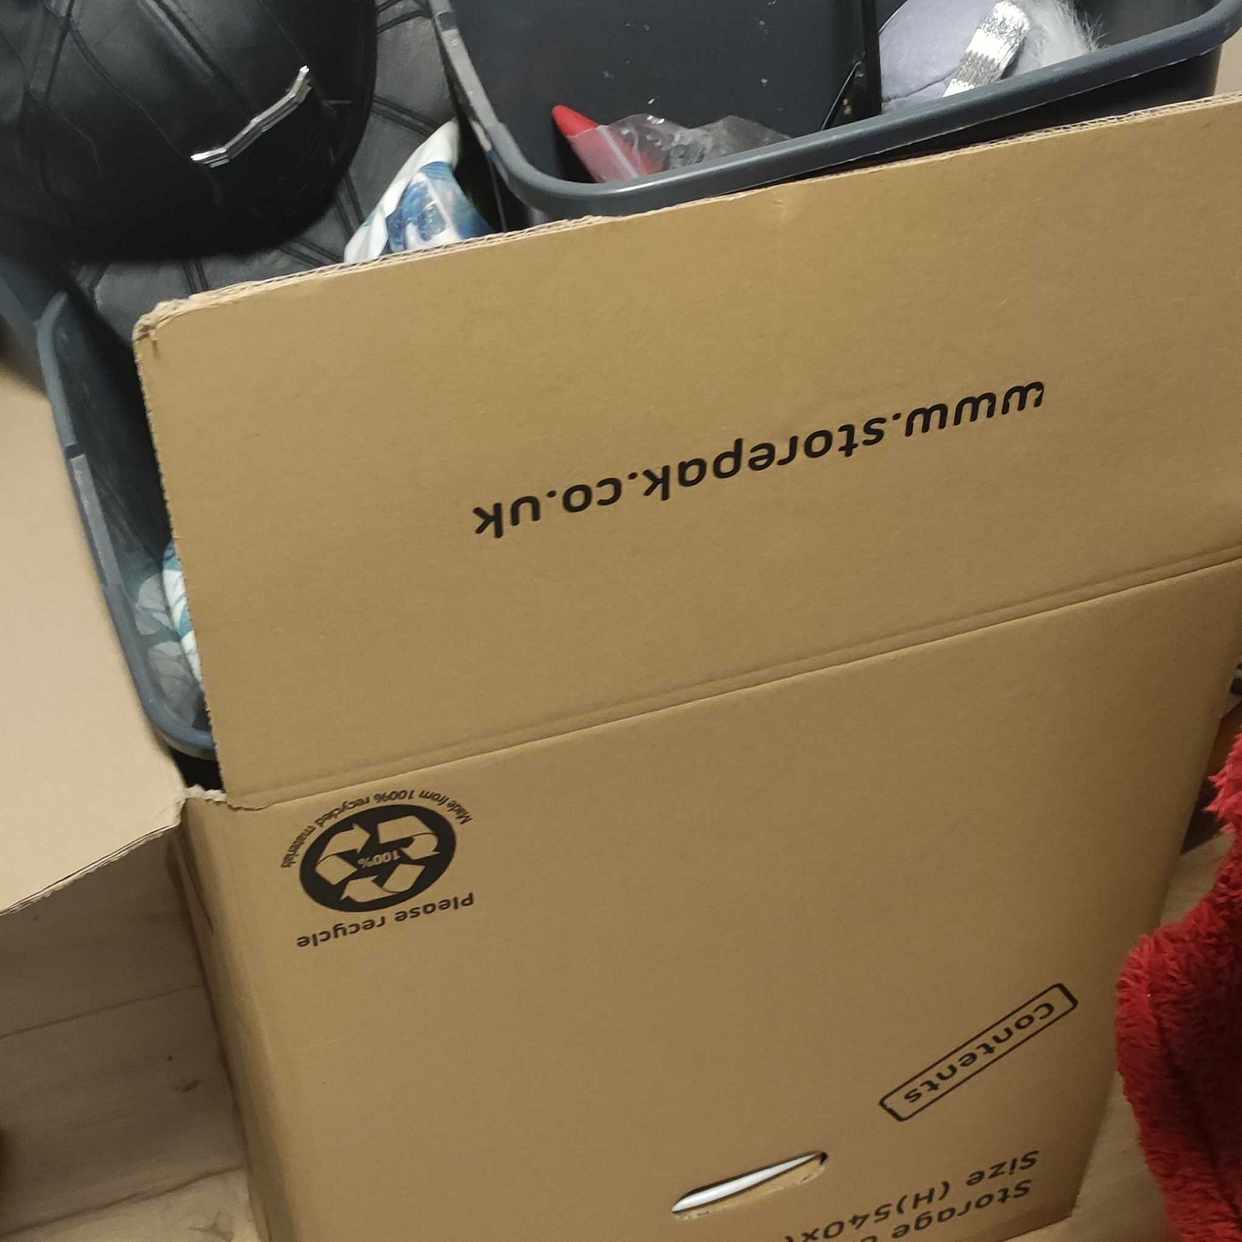 www.storepak.co.uk
Made from 100% recycled materials
100%
Please recycle
Contents
Size (H)540x
Storage